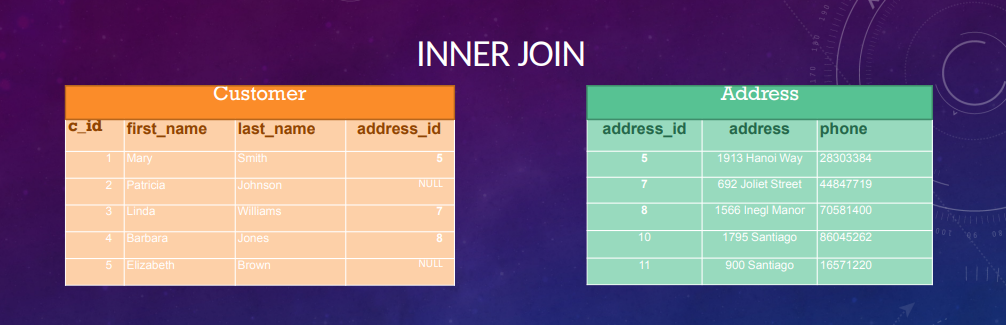 INNER JOIN
Customer
c_id first_name last_name address_id
1 Mary Smith 5
2 Patricia Johnson NULL
3 Linda Williams 7
4 Barbara Jones 8
5 Elizabeth Brown NULL
Address
address_id address phone
5 1913 Hanoi Way 28303384
7 692 Joliet Street 44847719
8 1566 Inegl Manor 70581400
10 1795 Santiago 86045262
11 900 Santiago 16571220